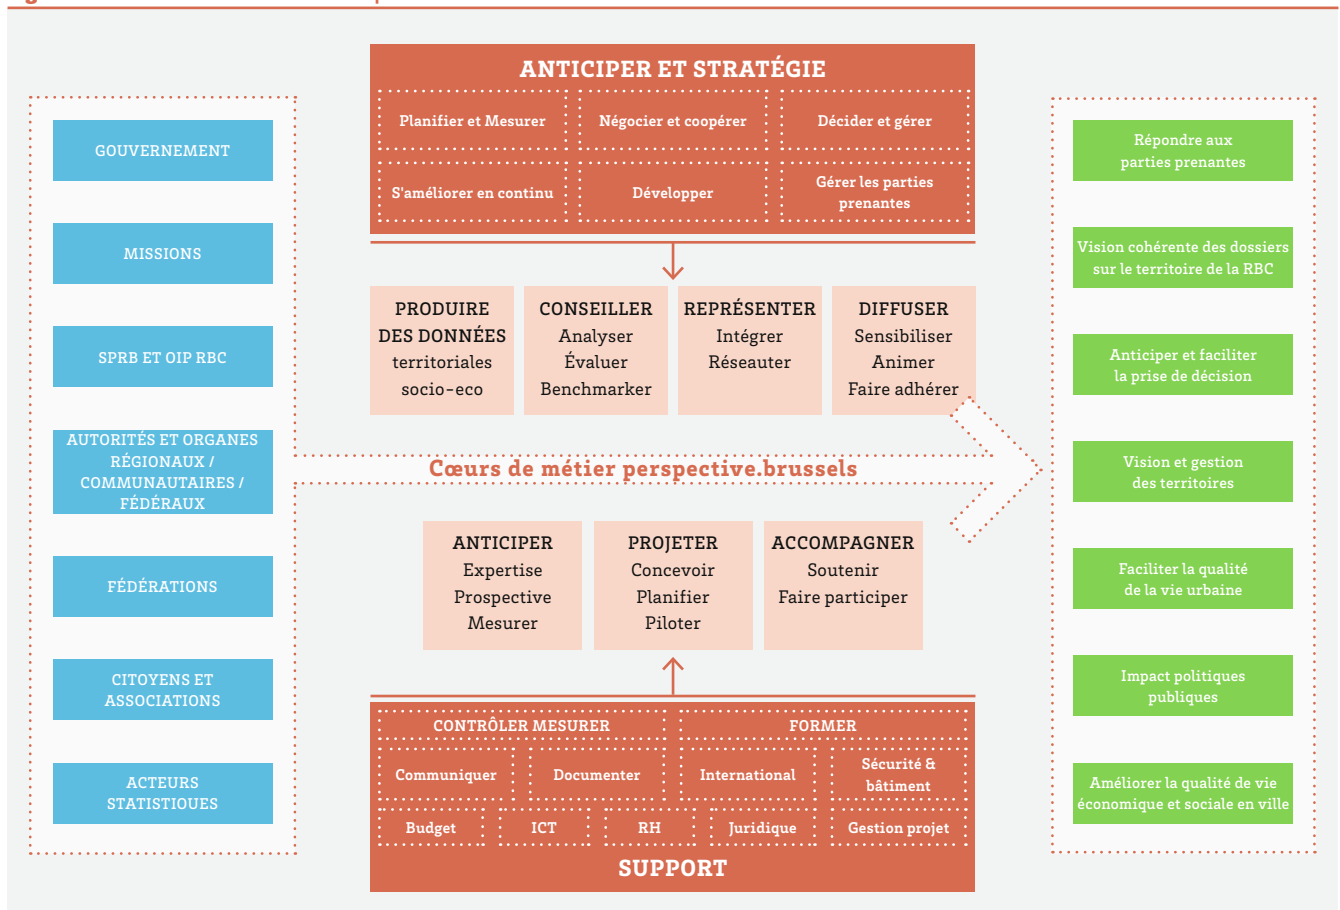 GOUVERNEMENT
MISSIONS
SPRB ET OIP RBC
AUTORITÉS ET ORGANES
RÉGIONAUX /
COMMUNAUTAIRES /
FÉDÉRAUX
FÉDÉRATIONS
CITOYENS ET
ASSOCIATIONS
ACTEURS
STATISTIQUES
ANTICIPER ET STRATÉGIE
Planifier et Mesurer
Négocier et coopérer
Décider et gérer
S'améliorer en continu
Développer
Gérer les parties
prenantes
PRODUIRE
DES DONNÉES
territoriales
socio-eco
CONSEILLER
Analyser
Évaluer
Benchmarker
REPRÉSENTER
Intégrer
Réseauter
DIFFUSER
Sensibiliser
Animer
Faire adhérer
Cœurs de métier perspective.brussels
ANTICIPER
Expertise
Prospective
Mesurer
PROJETER
Concevoir
Planifier
Piloter
ACCOMPAGNER
Soutenir
Faire participer
CONTRÔLER MESURER
FORMER
Communiquer
Documenter
International
Sécurité &
bâtiment
Budget
ICT
RH
Juridique
Gestion projet
SUPPORT
Répondre aux
parties prenantes
Vision cohérente des dossiers
sur le territoire de la RBC
Anticiper et faciliter
la prise de décision
Vision et gestion
des territoires
Faciliter la qualité
de la vie urbaine
Impact politiques
publiques
Améliorer la qualité de vie
économique et sociale en ville